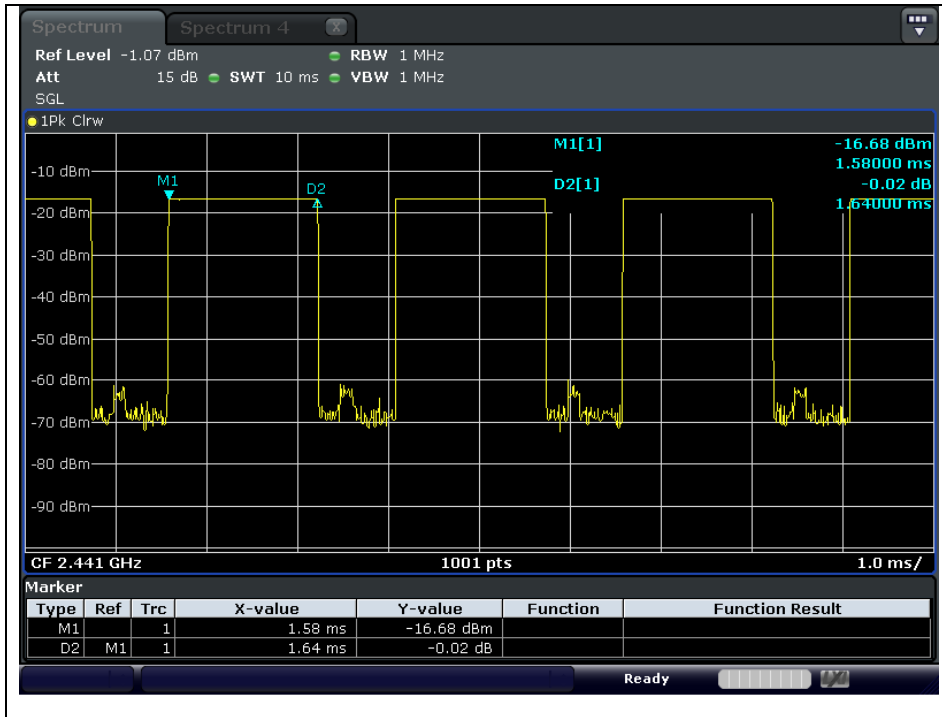 Spectrum Spectrum 4 X
Ref Level -1.07 dBm RBW 1 MHz
Att 15 dB SWT 10 ms VBW 1 MHz
SGL
1Pk Clrw
M1[1] -16.68 dBm
1.58000 ms
D2[1] -0.02 dB
1.64000 ms
M1
D2
-10 dBm
-20 dBm
-30 dBm
-40 dBm
-50 dBm
-60 dBm
-70 dBm
-80 dBm
-90 dBm
CF 2.441 GHz 1001 pts 1.0 ms/
Marker
Type Ref Trc X-value Y-value Function Function Result
M1 1 1.58 ms -16.68 dBm
D2 M1 1 1.64 ms -0.02 dB
Ready